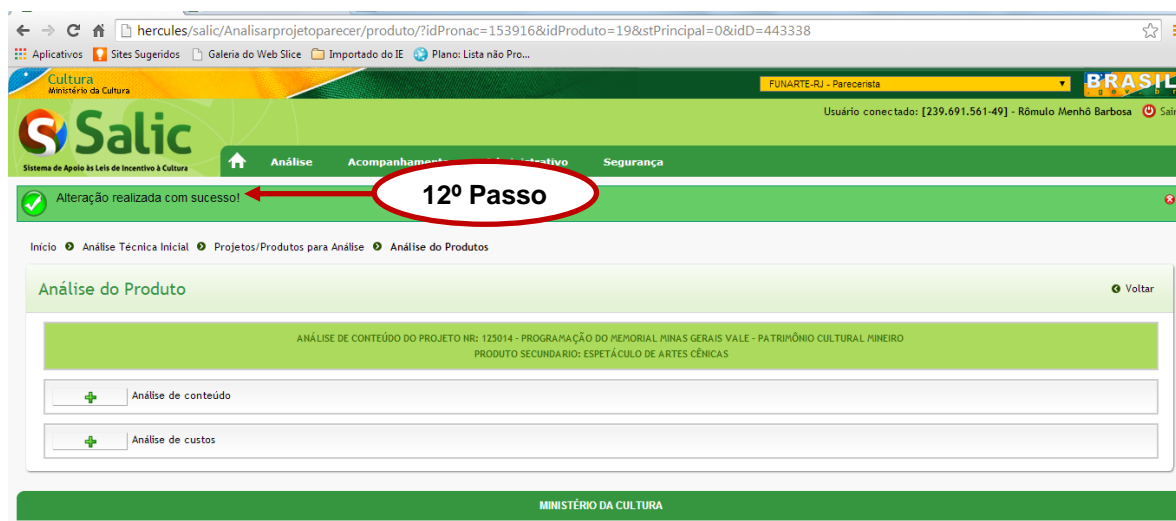 hercules/salic/Analisarprojetoparecer/produto/?idPronac=153916&idProduto=19&stPrincipal=0&idD=443338
Aplicativos Sites Sugeridos Galeria do Web Slice Importado do IE Plano: Lista não Pro...
Cultura
Ministério da Cultura
FUNARTE-RJ - Parecerista
BRASIL
Usuário conectado: [239.691.561-49] - Rômulo Menhô Barbosa Sair
Salic
Sistema de Apoio às Leis de Incentivo à Cultura
Análise Segurança
Alteração realizada com sucesso!
12º Passo
Início Análise Técnica Inicial Projetos/Produtos para Análise Análise do Produtos
Análise do Produto
Voltar
ANÁLISE DE CONTEÚDO DO PROJETO NR: 125014 - PROGRAMAÇÃO DO MEMORIAL MINAS GERAIS VALE - PATRIMÔNIO CULTURAL MINEIRO
PRODUTO SECUNDARIO: ESPETÁCULO DE ARTES CÊNICAS
Análise de conteúdo
Análise de custos
MINISTÉRIO DA CULTURA